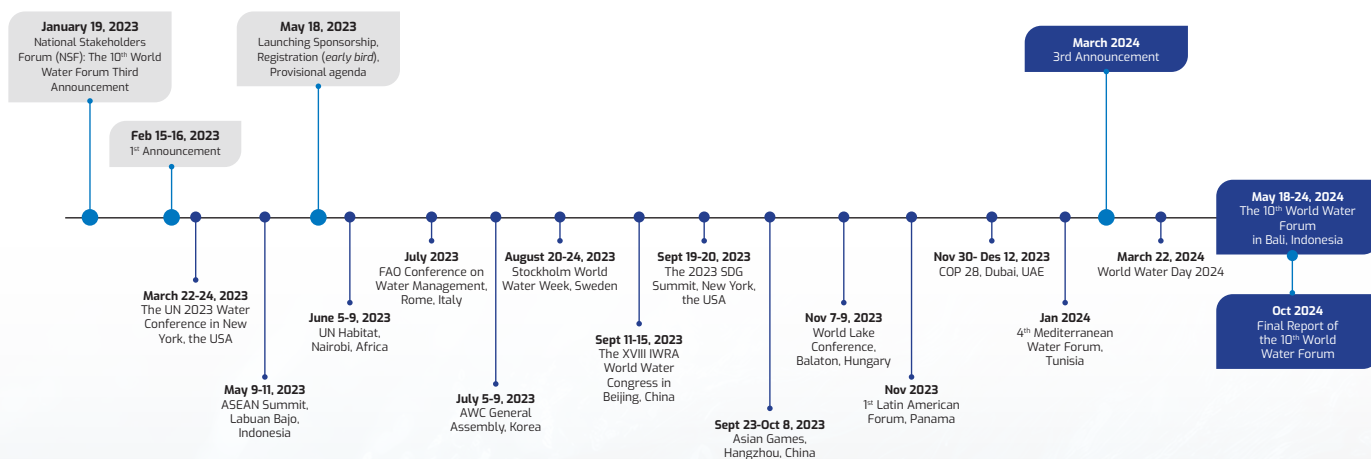 January 19, 2023
National Stakeholders
Forum (NSF): The 10th World
Water Forum Third
Announcement
Feb 15-16, 2023
1st Announcement
May 18, 2023
Launching Sponsorship,
Registration (early bird),
Provisional agenda
March 2024
3rd Announcement
May 18-24, 2024
The 10th World Water
Forum
in Bali, Indonesia
Oct 2024
Final Report of
the 10th World
Water Forum
March 22-24, 2023
The UN 2023 Water
Conference in New
York, the USA
May 9-11, 2023
ASEAN Summit,
Labuan Bajo,
Indonesia
June 5-9, 2023
UN Habitat,
Nairobi, Africa
July 2023
FAO Conference on
Water Management,
Rome, Italy
July 5-9, 2023
AWC General
Assembly, Korea
August 20-24, 2023
Stockholm World
Water Week, Sweden
Sept 11-15, 2023
The XVIII IWRA
World Water
Congress in
Beijing, China
Sept 19-20, 2023
The 2023 SDG
Summit, New York,
the USA
Sept 23-Oct 8, 2023
Asian Games,
Hangzhou, China
Nov 7-9, 2023
World Lake
Conference,
Balaton, Hungary
Nov 2023
1st Latin American
Forum, Panama
Nov 30- Des 12, 2023
COP 28, Dubai, UAE
Jan 2024
4th Mediterranean
Water Forum,
Tunisia
March 22, 2024
World Water Day 2024